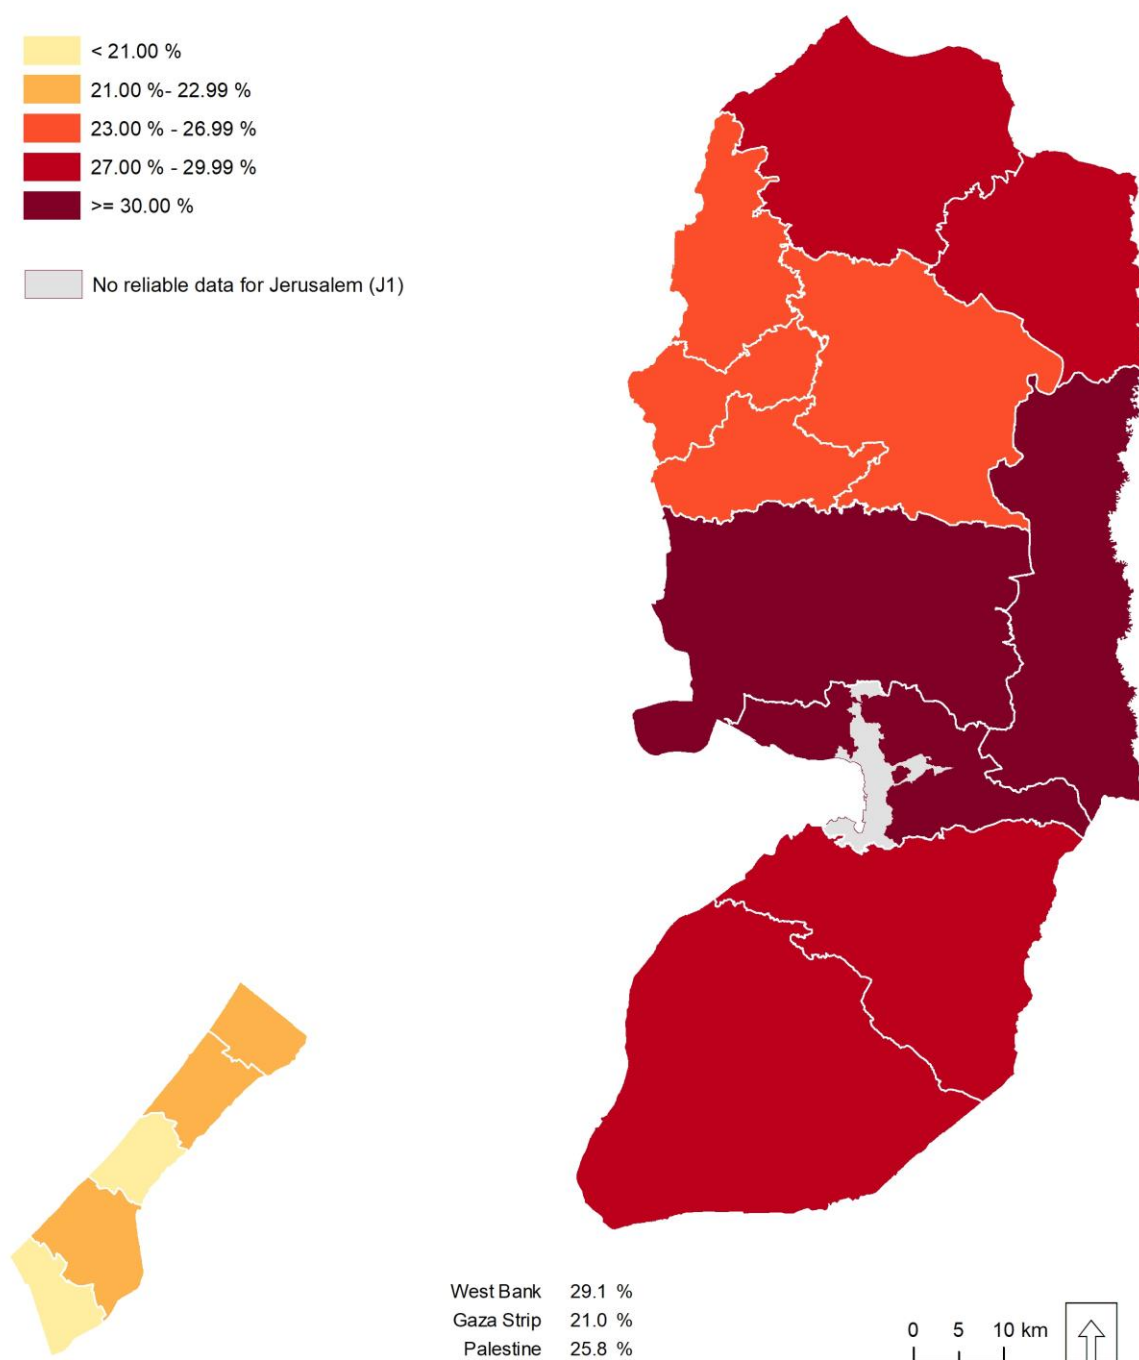 < 21.00 %
21.00 %- 22.99 %
23.00 % - 26.99 %
27.00 % - 29.99 %
>= 30.00 %
No reliable data for Jerusalem (J1)
West Bank 29.1 %
Gaza Strip 21.0 %
Palestine 25.8 %
0 5 10 km